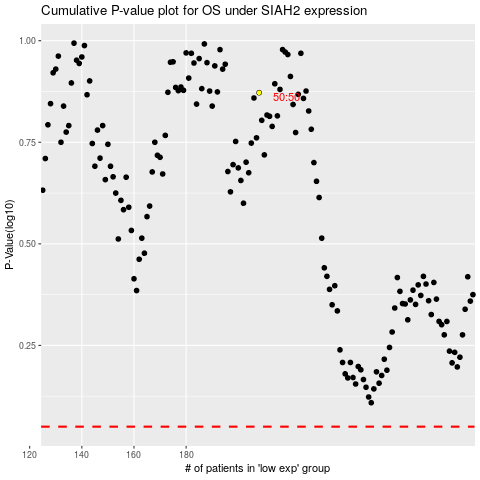 Cumulative P-value plot for OS under SIAH2 expression
P-Value(log10)
1.00
0.75
0.50
0.25
50:50
120 140 160 180
# of patients in 'low exp' group